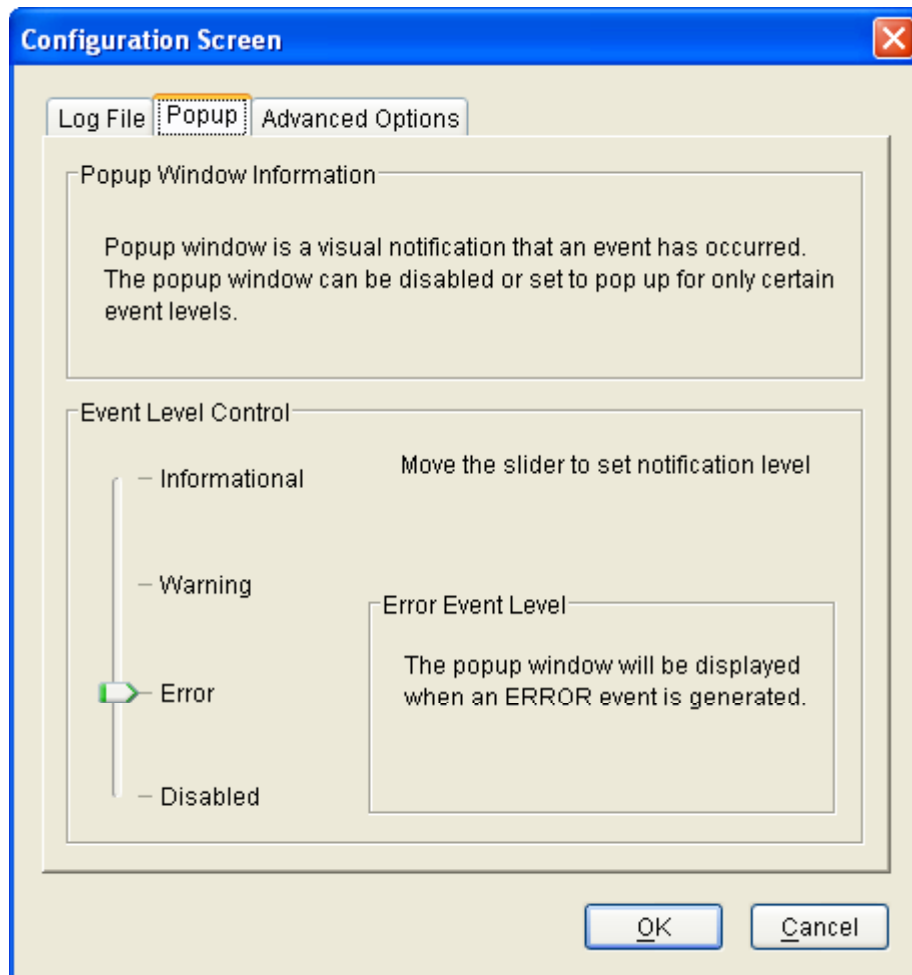 Configuration Screen
Log File
Popup
Advanced Options
Popup Window Information
Popup window is a visual notification that an event has occurred.
The popup window can be disabled or set to pop up for only certain
event levels.
Event Level Control
Move the slider to set notification level
Informational
Warning
Error
Disabled
Error Event Level
The popup window will be displayed
when an ERROR event is generated.
OK
Cancel